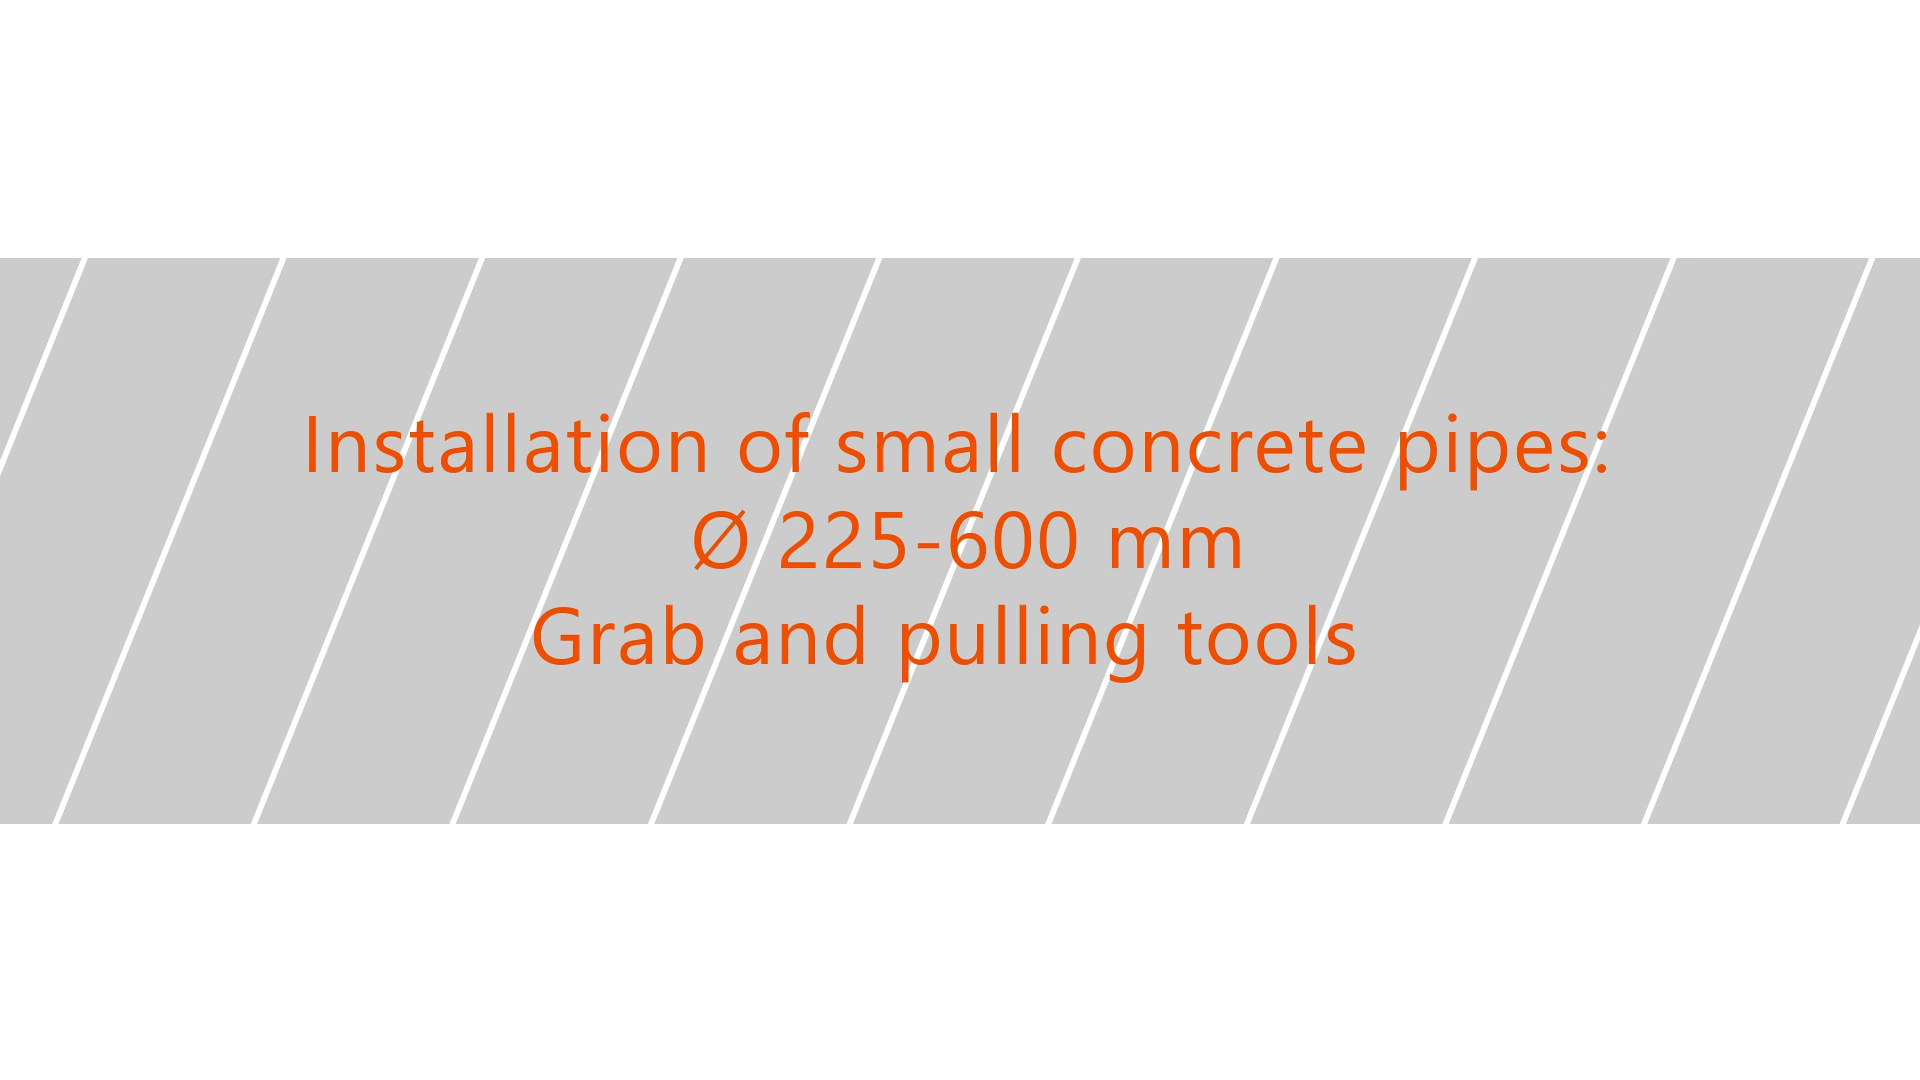 Installation of small concrete pipes:
Ø 225-600 mm
Grab and pulling tools